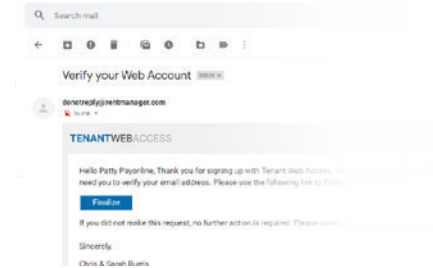 Search mail
Verify your Web Account
Inbox x
donotreply@rentmanager.com
to me
TENANTWEBACCESS
Hello Patty Payonline, Thank you for signing up with Tenant Web Access.
need you to verify your email address. Please use the following link to
Finalize
If you did not make this request, no further action is required. Please
Sincerely,
Chris & Sarah Burris